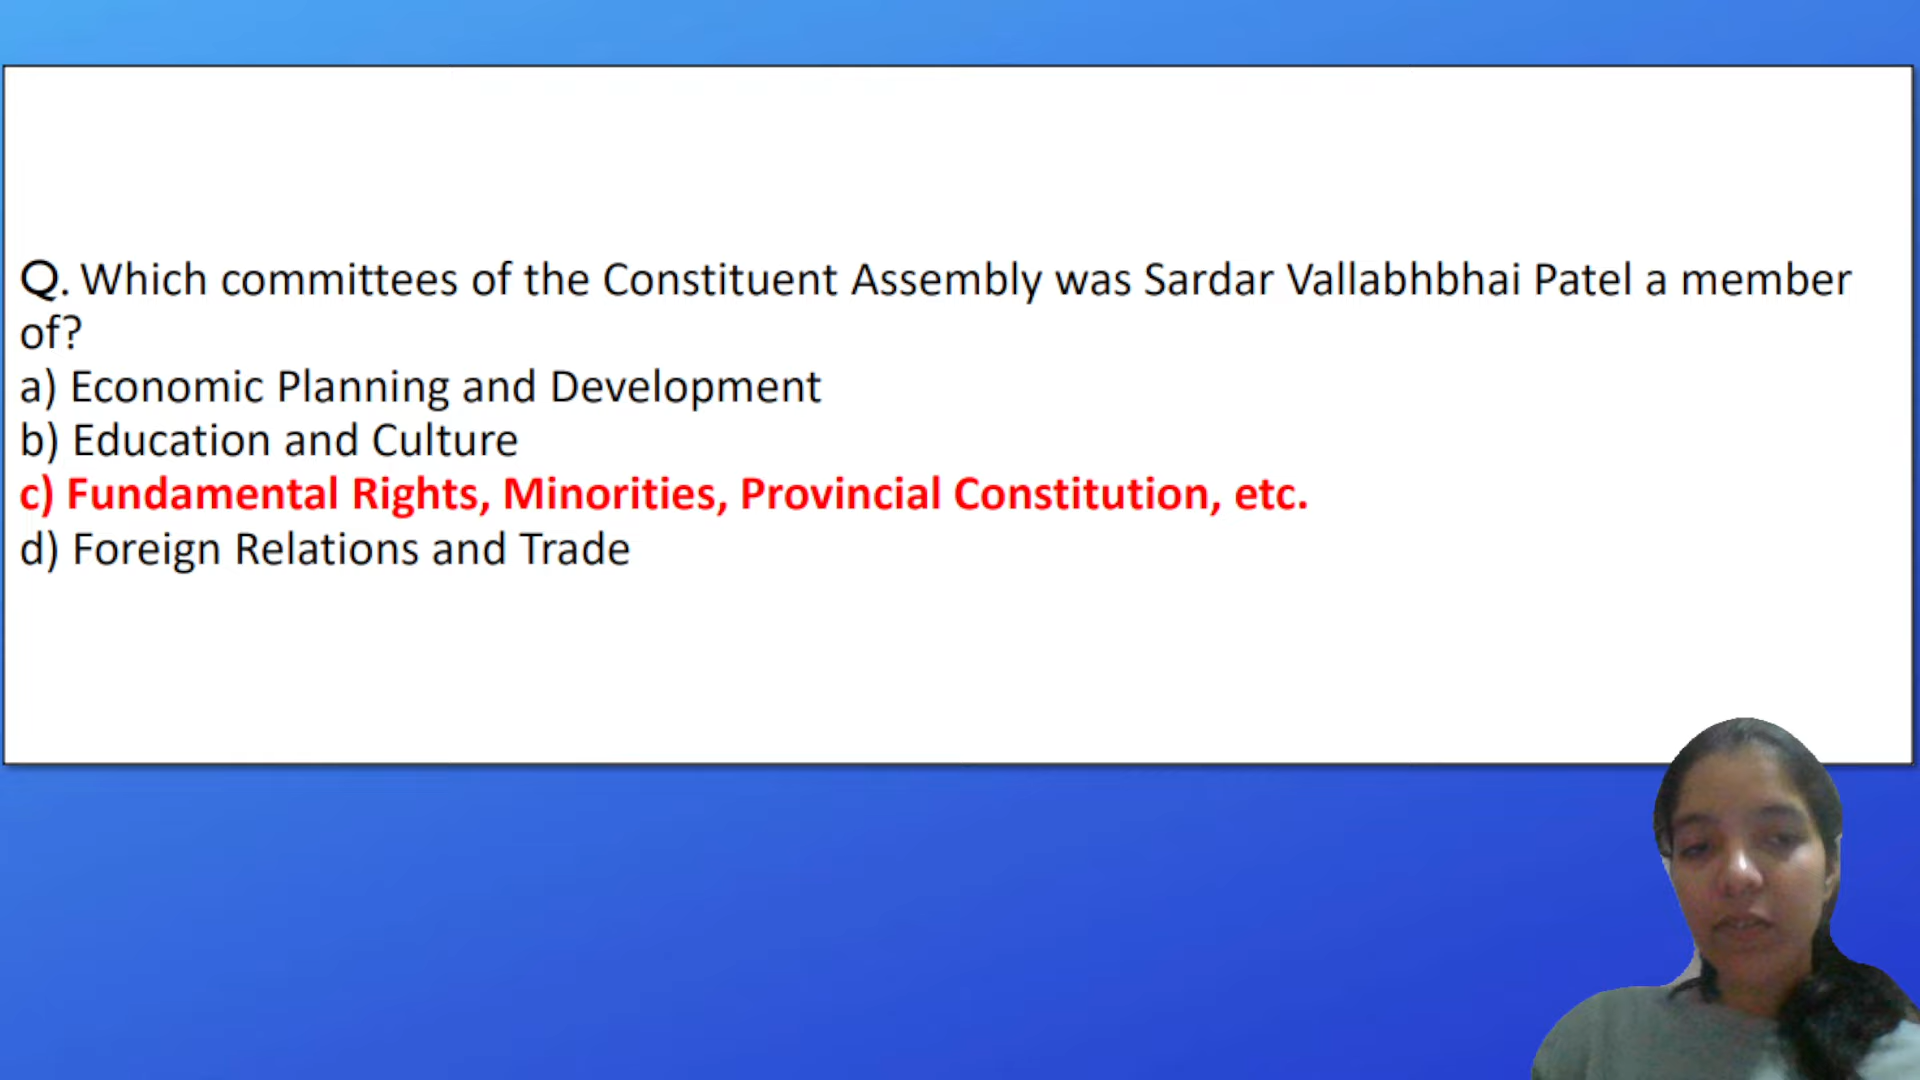 Q. Which committees of the Constituent Assembly was Sardar Vallabhbhai Patel a member
of?
a) Economic Planning and Development
b) Education and Culture
c) Fundamental Rights, Minorities, Provincial Constitution, etc.
d) Foreign Relations and Trade